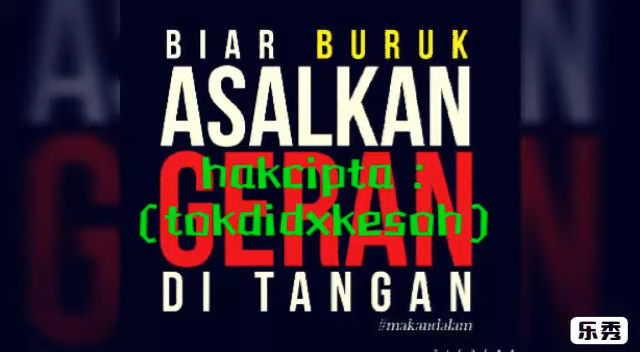 BIAR BURUK
ASALKAN
GERAN
hakcipta :
(tokdidxkesoh)
DI TANGAN
#makandalam
乐秀